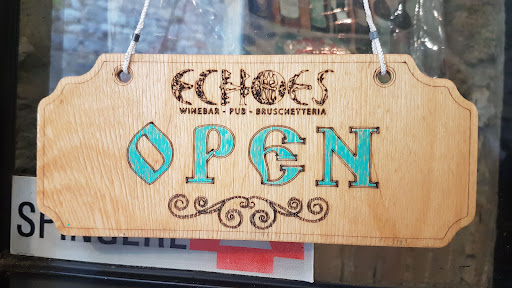 ECHOES
WINEBAR - PUB - BRUSCHETTERIA
OPEN